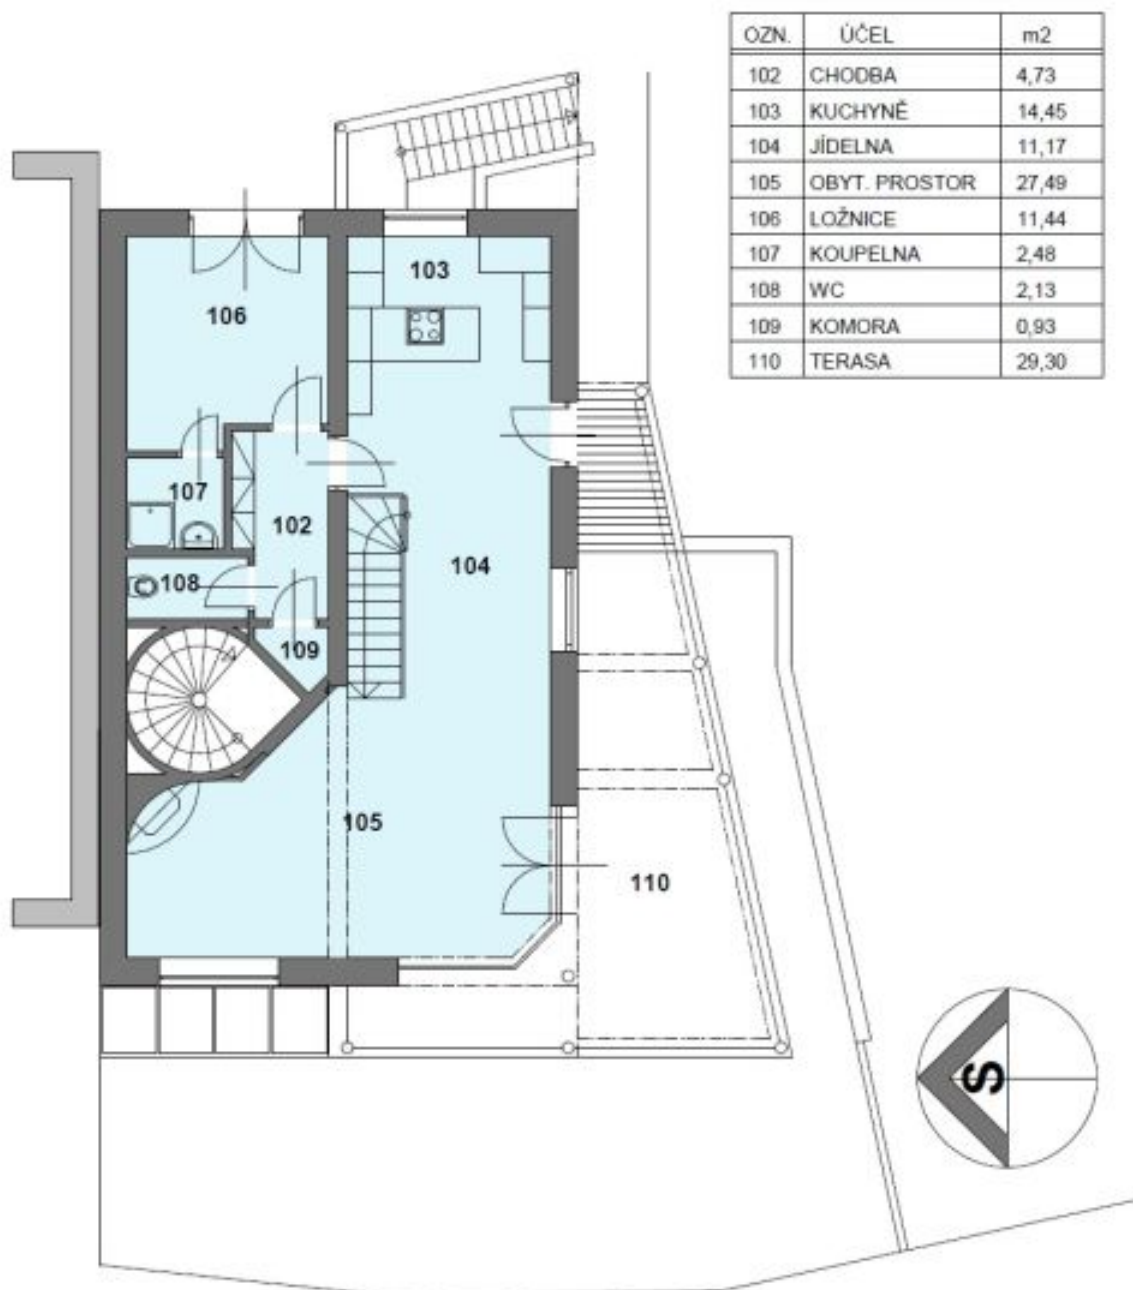 OZN. ÚČEL m2
102 CHODBA 4,73
103 KUCHYNĚ 14,45
104 JÍDELNA 11,17
105 OBYT. PROSTOR 27,49
106 LOŽNICE 11,44
107 KOUPELNA 2,48
108 WC 2,13
109 KOMORA 0,93
110 TERASA 29,30
103
106
107
102
104
108
109
105
110
S